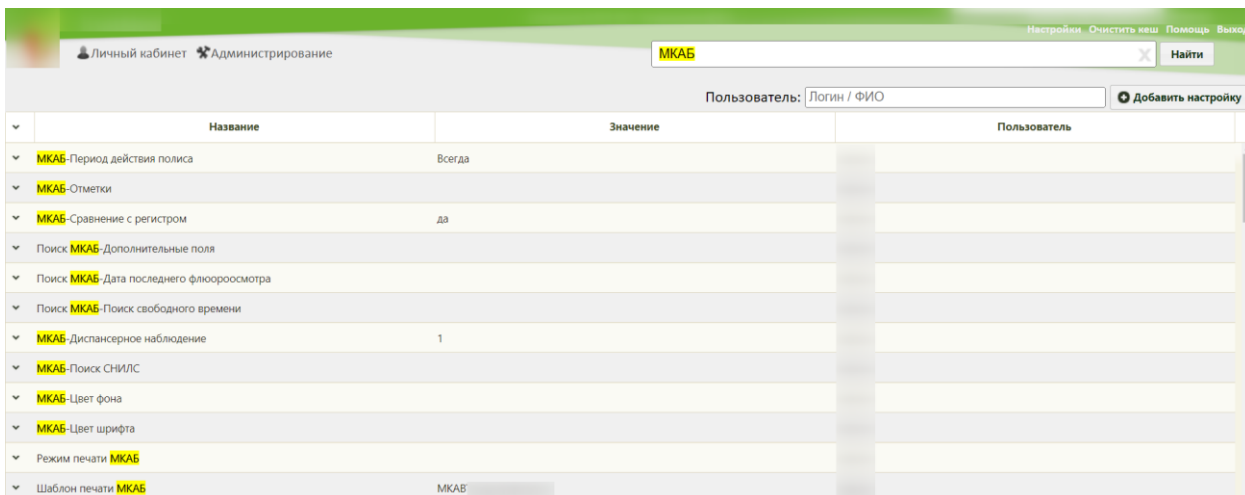 Настройки Очистить кеш Помощь Выход
Личный кабинет Администрирование МКАБ Найти
Пользователь: Логин / ФИО Добавить настройку
Название Значение Пользователь
МКАБ-Период действия полиса Всегда
МКАБ-Отметки
МКАБ-Сравнение с регистром да
Поиск МКАБ-Дополнительные поля
Поиск МКАБ-Дата последнего флюороосмотра
Поиск МКАБ-Поиск свободного времени
МКАБ-Диспансерное наблюдение 1
МКАБ-Поиск СНИЛС
МКАБ-Цвет фона
МКАБ-Цвет шрифта
Режим печати МКАБ
Шаблон печати МКАБ